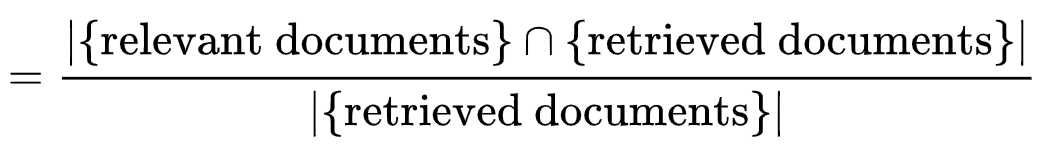 = |{relevant documents} ∩ {retrieved documents}|
|{retrieved documents}|